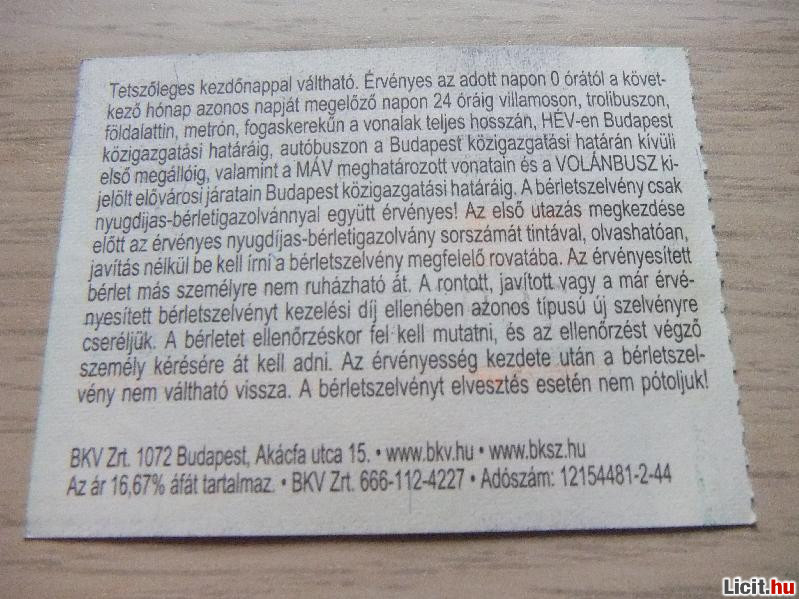 Tetszőleges kezdőnappal váltható. Érvényes az adott napon 0 órától a követ-
kező hónap azonos napját megelőző napon 24 óráig villamoson, trolibuszon,
földalattin, metrón, fogaskerekűn a vonalak teljes hosszán, HÉV-en Budapest
közigazgatási határáig, autóbuszon a Budapest közigazgatási határán kívüli
első megállóig, valamint a MÁV meghatározott vonatain és a VOLÁNBUSZ ki-
jelölt elővárosi járatain Budapest közigazgatási határáig. A bérletszelvény csak
nyugdíjas-bérletigazolvánnyal együtt érvényes! Az első utazás megkezdése
előtt az érvényes nyugdíjas-bérletigazolvány sorszámát tintával, olvashatóan,
javítás nélkül be kell írni a bérletszelvény megfelelő rovatába. Az érvényesített
bérlet más személyre nem ruházható át. A rontott, javított vagy a már érvé-
nyesített bérletszelvényt kezelési díj ellenében azonos típusú új szelvényre
cseréljük. A bérletet ellenőrzéskor fel kell mutatni, és az ellenőrzést végző
személy kérésére át kell adni. Az érvényesség kezdete után a bérletszel-
vény nem váltható vissza. A bérletszelvényt elvesztés esetén nem pótoljuk!
BKV Zrt. 1072 Budapest, Akácfa utca 15. • www.bkv.hu • www.bksz.hu
Az ár 16,67% áfát tartalmaz. • BKV Zrt. 666-112-4227 • Adószám: 12154481-2-44
Licit.hu